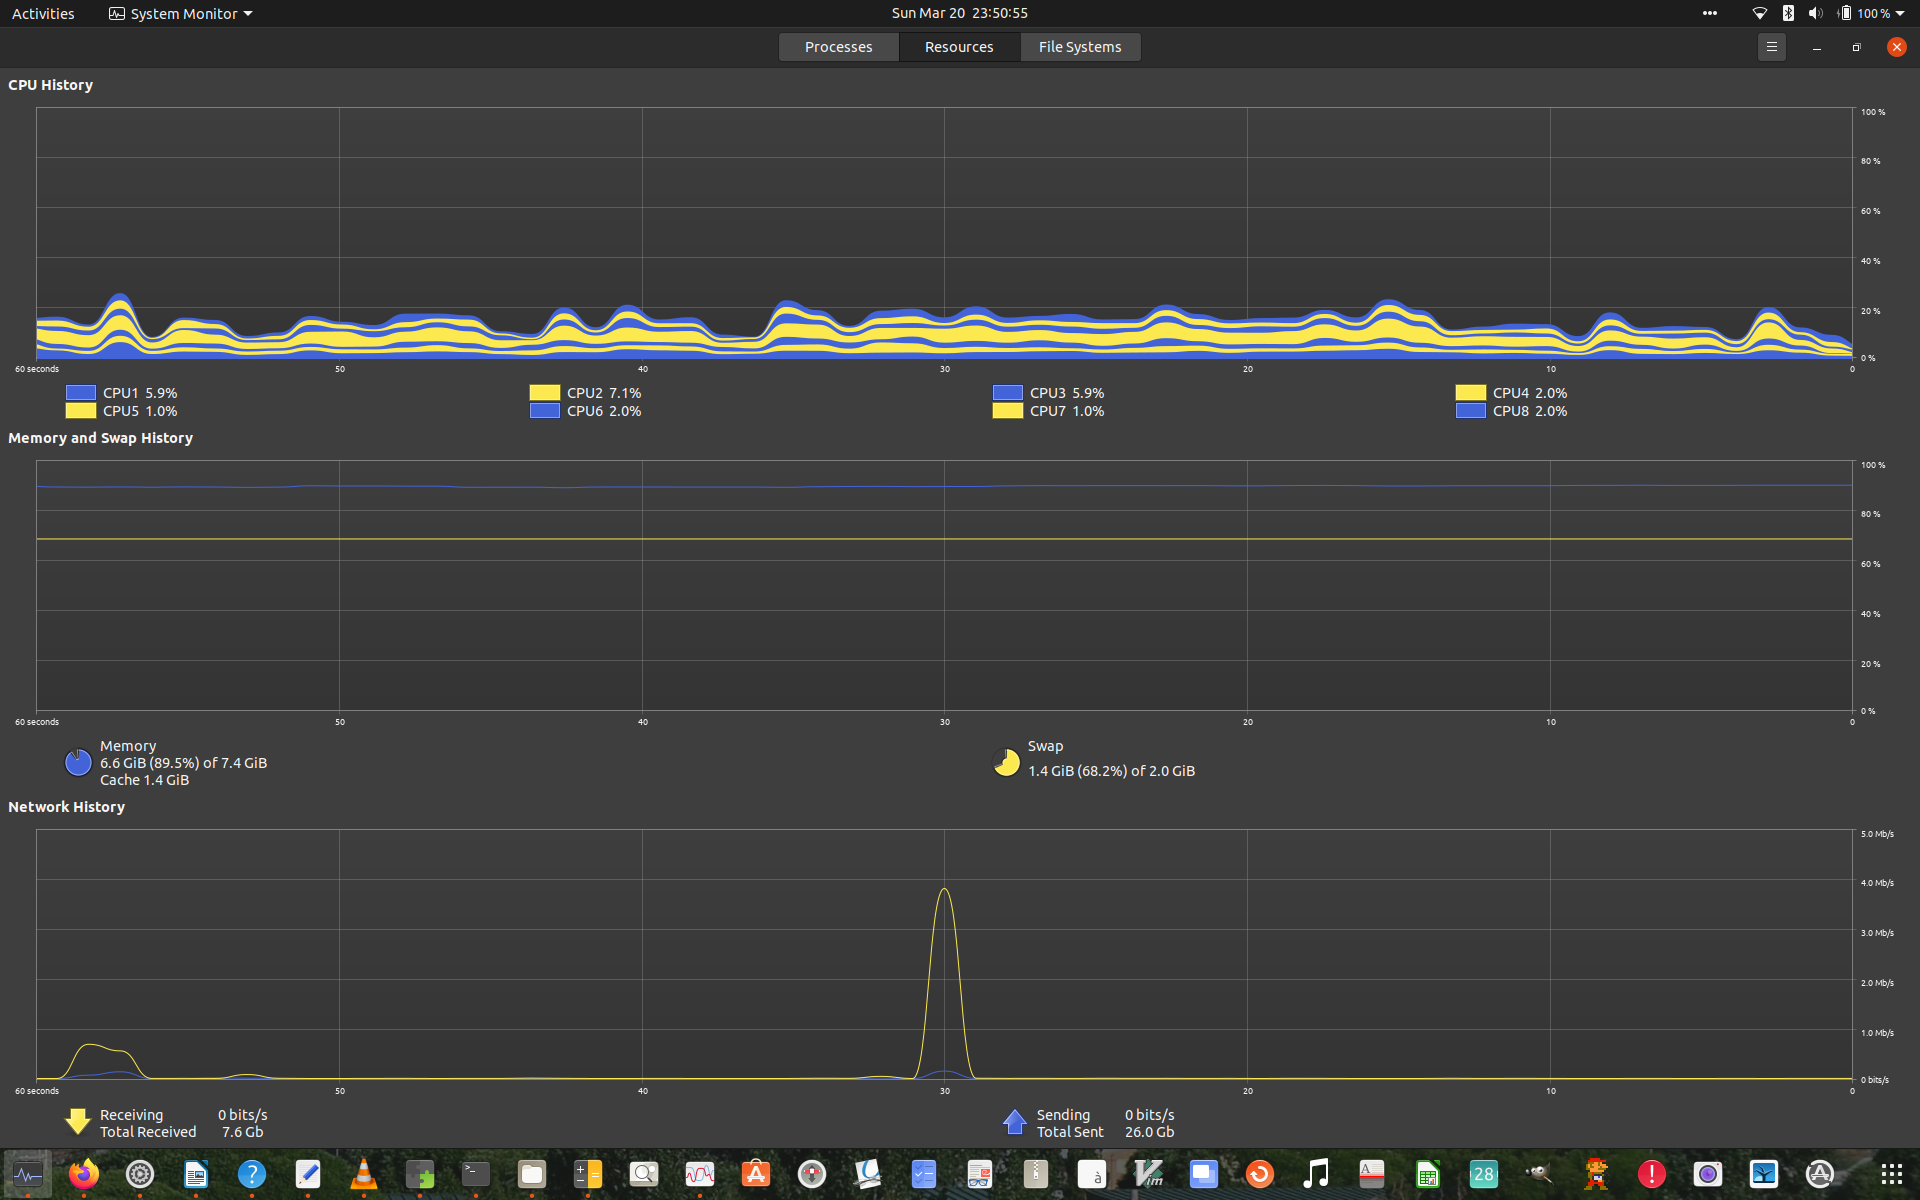 Activities System Monitor Sun Mar 20 23:50:55 100 %
Processes Resources File Systems
CPU History
100 %
80 %
60 %
40 %
20 %
0 %
60 seconds 50 40 30 20 10 0
CPU1 5.9% CPU2 7.1% CPU3 5.9% CPU4 2.0%
CPU5 1.0% CPU6 2.0% CPU7 1.0% CPU8 2.0%
Memory and Swap History
100 %
80 %
60 %
40 %
20 %
0 %
60 seconds 50 40 30 20 10 0
Memory Swap
6.6 GiB (89.5%) of 7.4 GiB 1.4 GiB (68.2%) of 2.0 GiB
Cache 1.4 GiB
Network History
5.0 Mb/s
4.0 Mb/s
3.0 Mb/s
2.0 Mb/s
1.0 Mb/s
0 bits/s
60 seconds 50 40 30 20 10 0
Receiving 0 bits/s Sending 0 bits/s
Total Received 7.6 Gb Total Sent 26.0 Gb
? >_ à Vim A 28 !